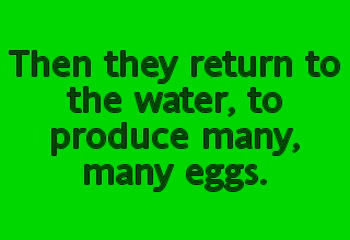 Then they return to
the water, to
produce many,
many eggs.